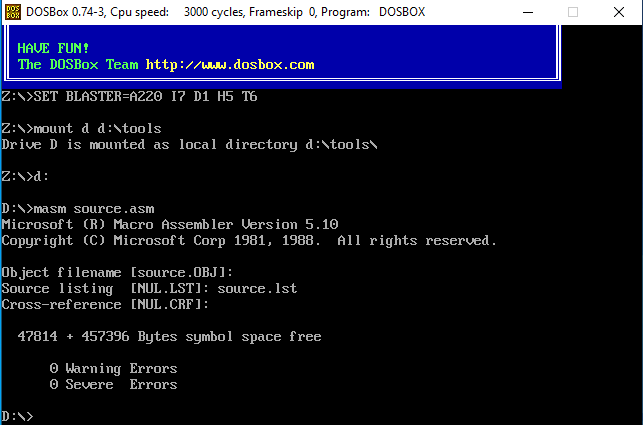 DOS BOX
DOSBox 0.74-3, Cpu speed: 3000 cycles, Frameskip 0, Program: DOSBOX
HAVE FUN!
The DOSBox Team http://www.dosbox.com
Z:\>SET BLASTER=A220 I7 D1 H5 T6
Z:\>mount d d:\tools
Drive D is mounted as local directory d:\tools\
Z:\>d:
D:\>masm source.asm
Microsoft (R) Macro Assembler Version 5.10
Copyright (C) Microsoft Corp 1981, 1988.  All rights reserved.
Object filename [source.OBJ]:
Source listing  [NUL.LST]: source.lst
Cross-reference [NUL.CRF]:
47814 + 457396 Bytes symbol space free
0 Warning Errors
0 Severe  Errors
D:\>